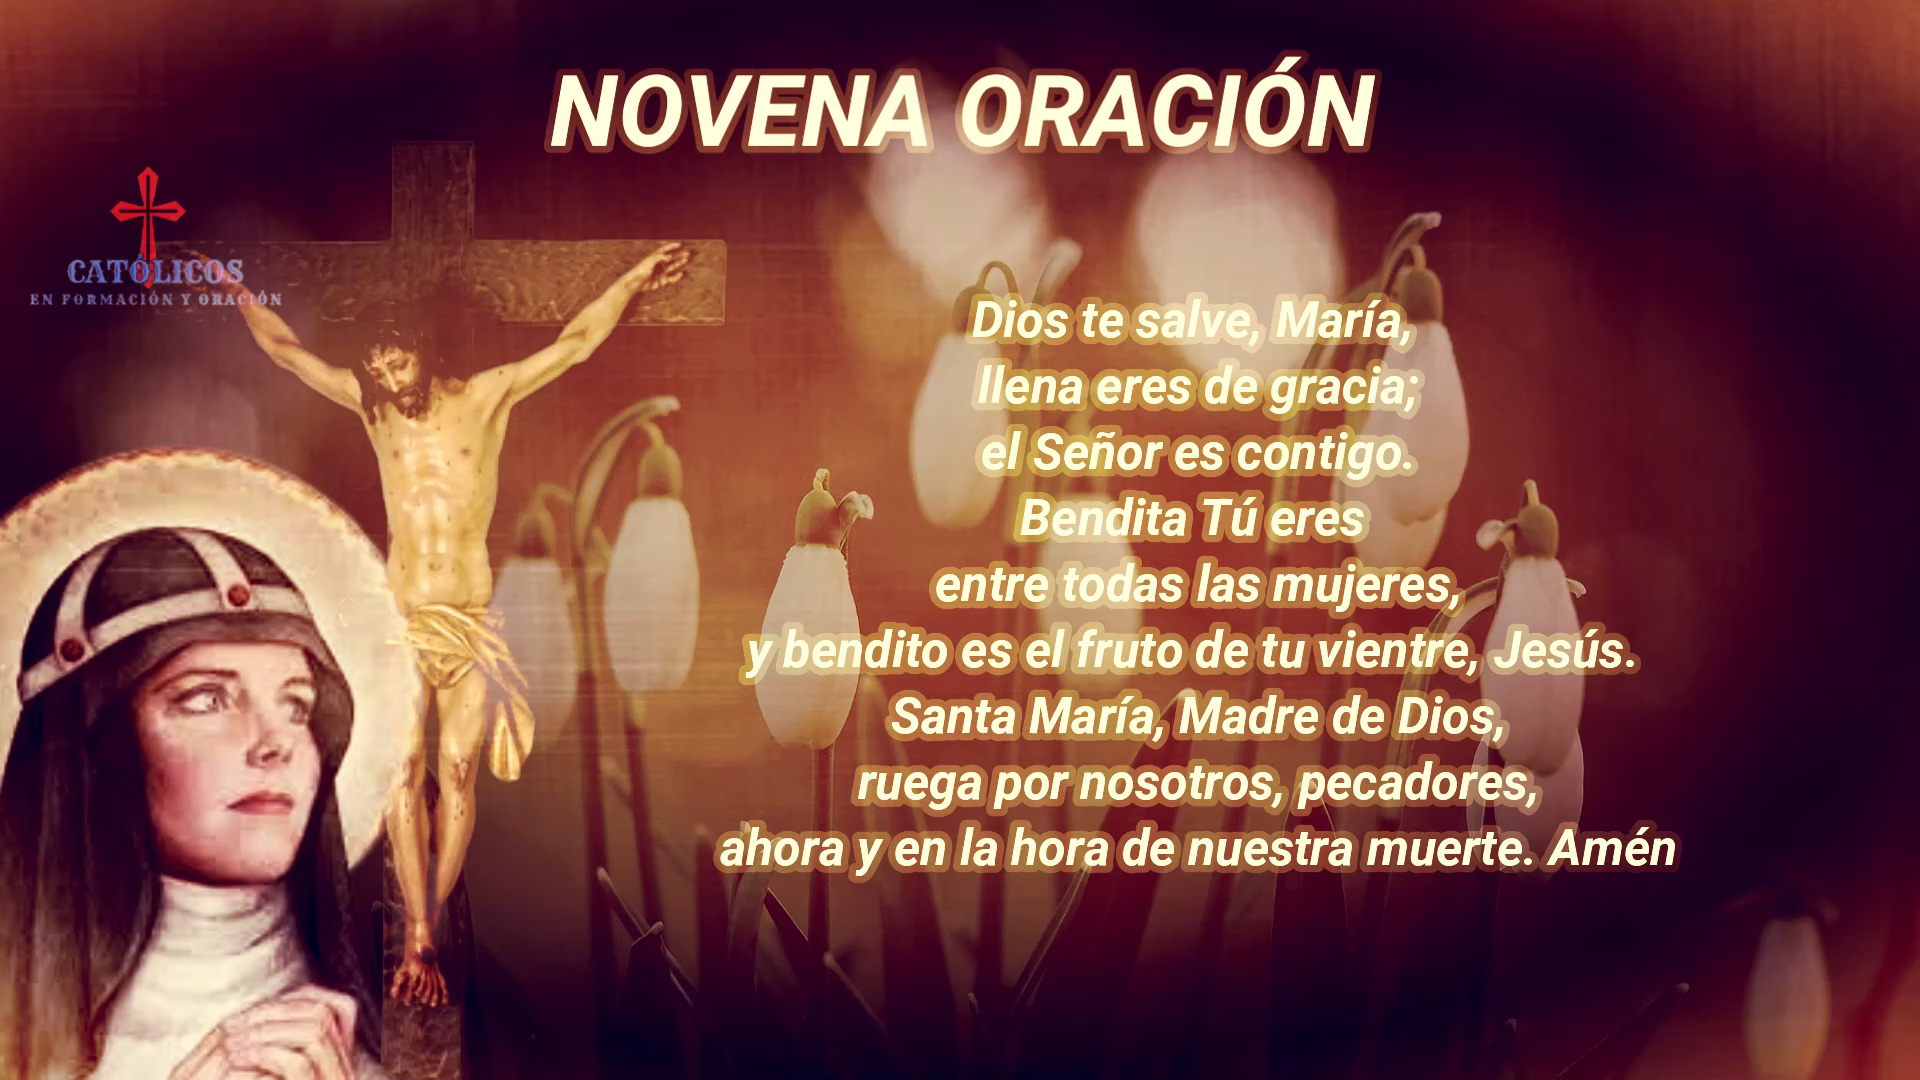 NOVENA ORACIÓN
CATÓLICOS
EN FORMACIÓN Y ORACIÓN
Dios te salve, María,
llena eres de gracia;
el Señor es contigo.
Bendita Tú eres
entre todas las mujeres,
y bendito es el fruto de tu vientre, Jesús.
Santa María, Madre de Dios,
ruega por nosotros, pecadores,
ahora y en la hora de nuestra muerte. Amén